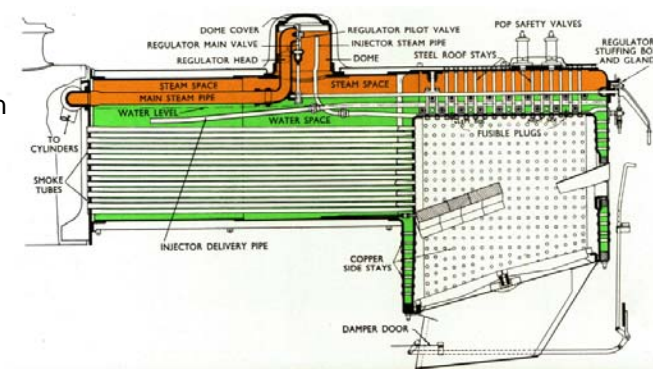 DOME COVER
REGULATOR PILOT VALVE
POP SAFETY VALVES
REGULATOR MAIN VALVE
INJECTOR STEAM PIPE
REGULATOR HEAD
DOME
STEEL ROOF STAYS
REGULATOR
STUFFING BO
AND GLAND
STEAM SPACE
STEAM SPACE
MAIN STEAM PIPE
WATER LEVEL
WATER SPACE
TO
CYLINDERS
FUSIBLE PLUGS
SMOKE
TUBES
INJECTOR DELIVERY PIPE
COPPER
SIDE STAYS
DAMPER DOOR